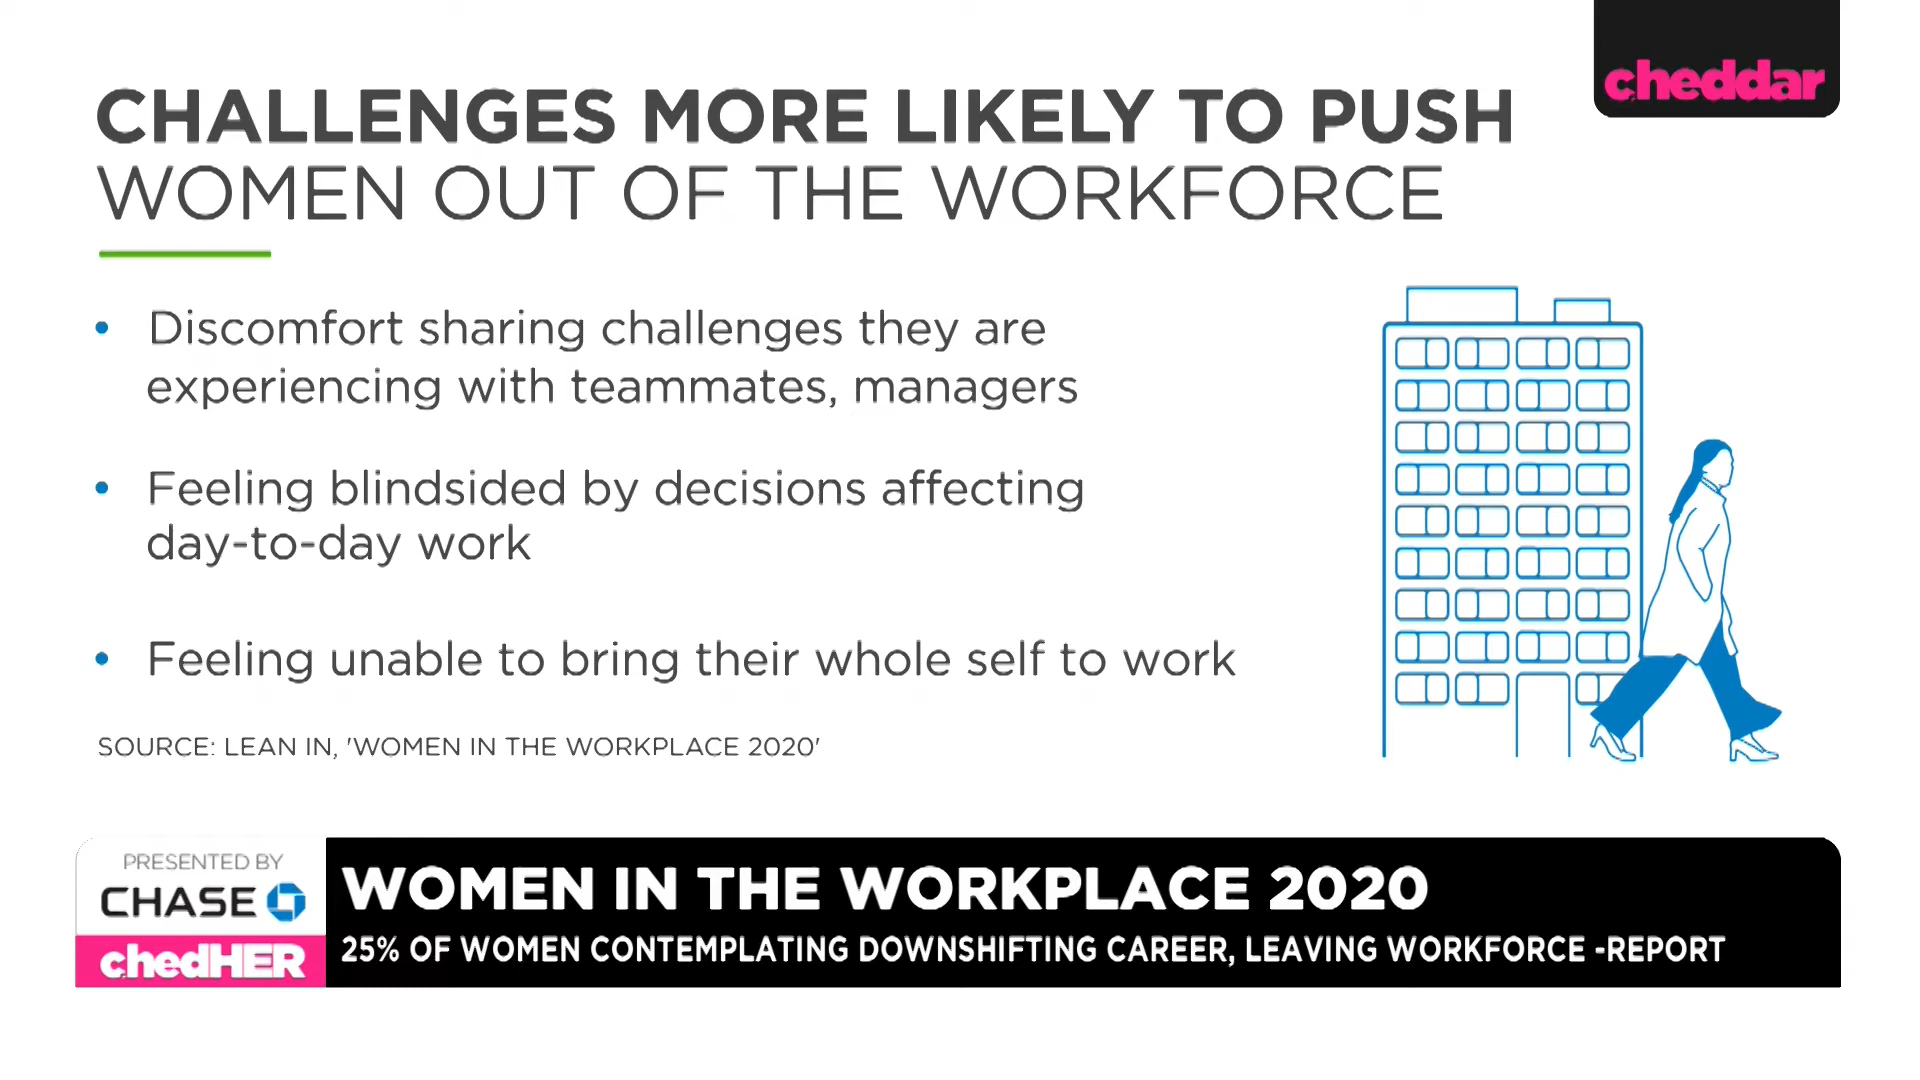 cheddar
CHALLENGES MORE LIKELY TO PUSH
WOMEN OUT OF THE WORKFORCE
• Discomfort sharing challenges they are
experiencing with teammates, managers
• Feeling blindsided by decisions affecting
day-to-day work
• Feeling unable to bring their whole self to work
SOURCE: LEAN IN, 'WOMEN IN THE WORKPLACE 2020'
PRESENTED BY
CHASE
chedHER
WOMEN IN THE WORKPLACE 2020
25% OF WOMEN CONTEMPLATING DOWNSHIFTING CAREER, LEAVING WORKFORCE -REPORT